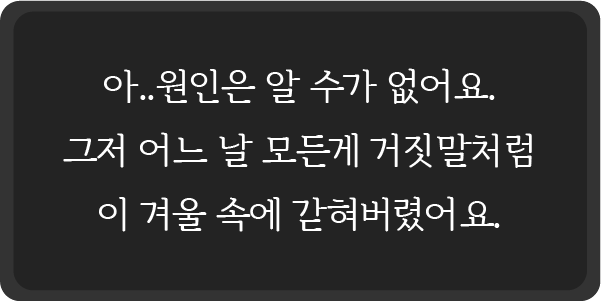 아..원인은 알 수가 없어요.
그저 어느 날 모든게 거짓말처럼
이 겨울 속에 갇혀버렸어요.